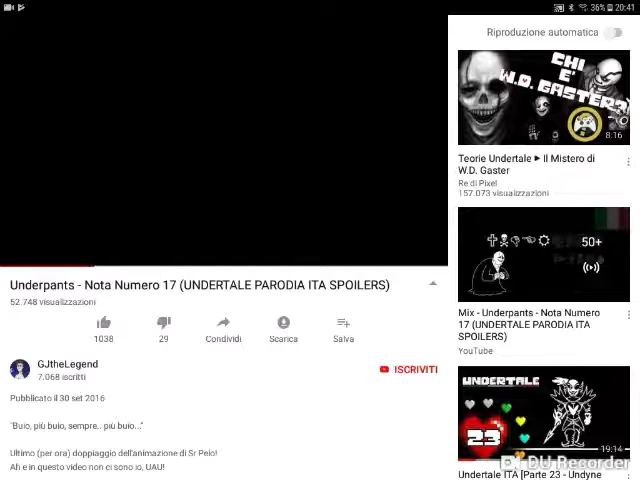 36% 20:41
Riproduzione automatica
CHI
E'
W.D. GASTER?
8:16
Teorie Undertale ► Il Mistero di
W.D. Gaster
Re di Pixel
157.073 visualizzazioni
50+
Mix - Underpants - Nota Numero
17 (UNDERTALE PARODIA ITA
SPOILERS)
YouTube
UNDERTALE
23
19:14
DU Recorder
Undertale ITA [Parte 23 - Undyne
Underpants - Nota Numero 17 (UNDERTALE PARODIA ITA SPOILERS)
52.748 visualizzazioni
1038 29 Condividi Scarica Salva
GJtheLegend
7.068 iscritti
ISCRIVITI
Pubblicato il 30 set 2016
"Buio, più buio, sempre.. più buio..."
Ultimo (per ora) doppiaggio dell'animazione di Sr Pelo!
Ah e in questo video non ci sono io, UAU!